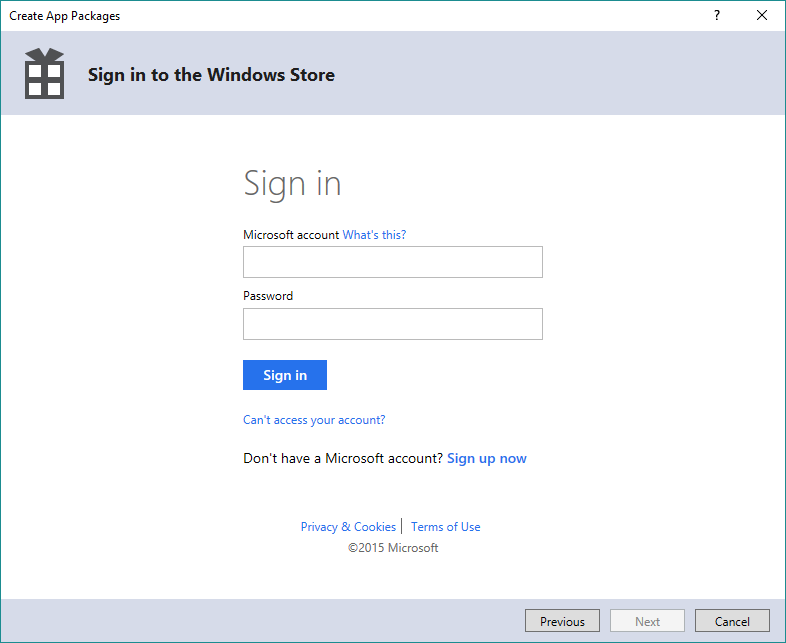 Create App Packages
?
Sign in to the Windows Store
Sign in
Microsoft account What's this?
Password
Sign in
Can't access your account?
Don't have a Microsoft account? Sign up now
Privacy & Cookies | Terms of Use
©2015 Microsoft
Previous Next Cancel